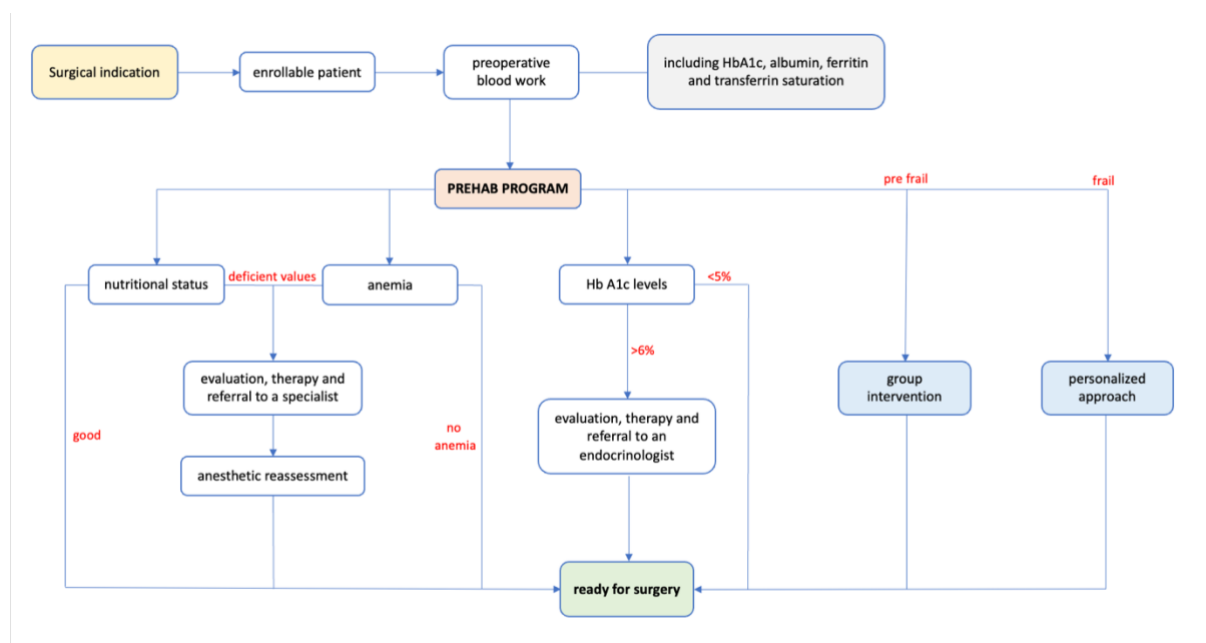 Surgical indication
enrollable patient
preoperative
blood work
including HbA1c, albumin, ferritin
and transferrin saturation
PREHAB PROGRAM
pre frail
frail
nutritional status
deficient values
anemia
Hb A1c levels
<5%
>6%
evaluation, therapy and
referral to a specialist
group
intervention
personalized
approach
good
no
anemia
evaluation, therapy and
referral to an
endocrinologist
anesthetic reassessment
ready for surgery